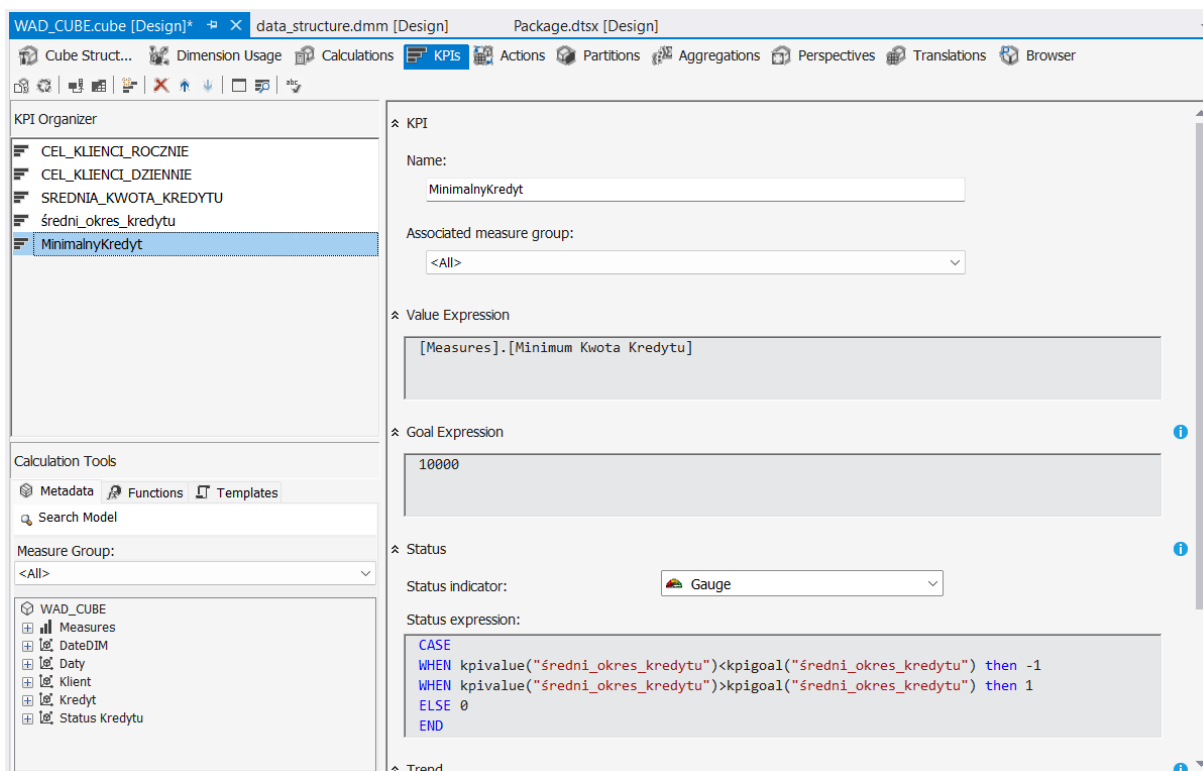 WAD_CUBE.cube [Design]* data_structure.dmm [Design] Package.dtsx [Design]
Cube Struct... Dimension Usage Calculations KPIs Actions Partitions Aggregations Perspectives Translations Browser
KPI Organizer
CEL_KLIENCI_ROCZNIE
CEL_KLIENCI_DZIENNIE
SREDNIA_KWOTA_KREDYTU
średni_okres_kredytu
MinimalnyKredyt
Calculation Tools
Metadata Functions Templates
Search Model
Measure Group:
<All>
WAD_CUBE
Measures
DateDIM
Daty
Klient
Kredyt
Status Kredytu
KPI
Name:
MinimalnyKredyt
Associated measure group:
<All>
Value Expression
[Measures].[Minimum Kwota Kredytu]
Goal Expression
10000
Status
Status indicator: Gauge
Status expression:
CASE
WHEN kpivalue("średni_okres_kredytu")<kpigoal("średni_okres_kredytu") then -1
WHEN kpivalue("średni_okres_kredytu")>kpigoal("średni_okres_kredytu") then 1
ELSE 0
END
Trend